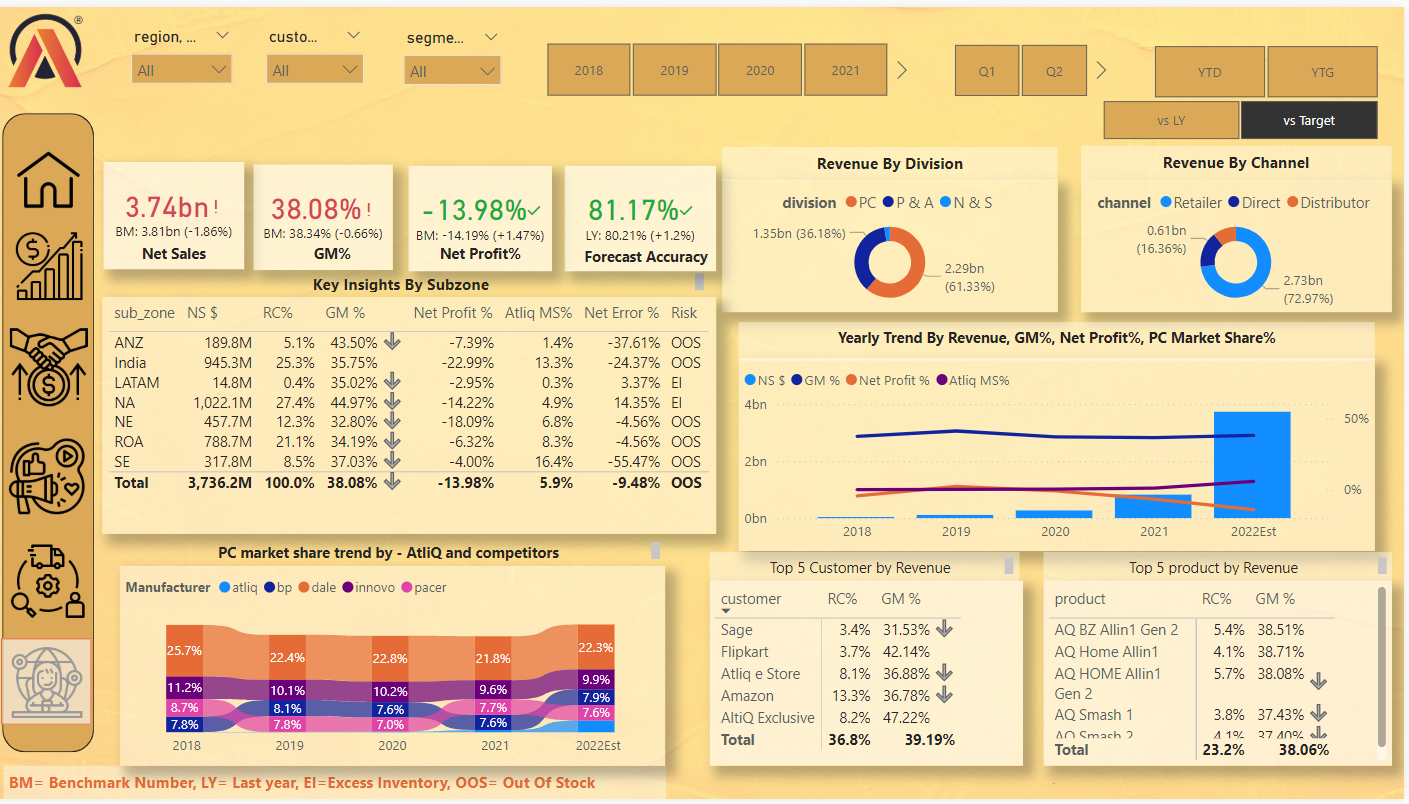 ®
region, ... custo... segme...
All All All
2018 2019 2020 2021 Q1 Q2 YTD YTG
vs LY vs Target
3.74bn !
BM: 3.81bn (-1.86%)
Net Sales
38.08% !
BM: 38.34% (-0.66%)
GM%
-13.98%
BM: -14.19% (+1.47%)
Net Profit%
81.17%
LY: 80.21% (+1.2%)
Forecast Accuracy
Revenue By Division
division PC P & A N & S
1.35bn (36.18%)
2.29bn
(61.33%)
Revenue By Channel
channel Retailer Direct Distributor
0.61bn
(16.36%)
2.73bn
(72.97%)
Key Insights By Subzone
sub_zone NS $ RC% GM % Net Profit % Atliq MS% Net Error % Risk
ANZ 189.8M 5.1% 43.50% -7.39% 1.4% -37.61% OOS
India 945.3M 25.3% 35.75% -22.99% 13.3% -24.37% OOS
LATAM 14.8M 0.4% 35.02% -2.95% 0.3% 3.37% EI
NA 1,022.1M 27.4% 44.97% -14.22% 4.9% 14.35% EI
NE 457.7M 12.3% 32.80% -18.09% 6.8% -4.56% OOS
ROA 788.7M 21.1% 34.19% -6.32% 8.3% -4.56% OOS
SE 317.8M 8.5% 37.03% -4.00% 16.4% -55.47% OOS
Total 3,736.2M 100.0% 38.08% -13.98% 5.9% -9.48% OOS
Yearly Trend By Revenue, GM%, Net Profit%, PC Market Share%
NS $ GM % Net Profit % Atliq MS%
4bn
50%
2bn
0%
0bn
2018 2019 2020 2021 2022Est
PC market share trend by - AtliQ and competitors
Manufacturer atliq bp dale innovo pacer
25.7% 22.4% 22.8% 21.8% 22.3%
11.2% 10.1% 10.2% 9.6% 9.9%
8.7% 8.1% 7.6% 7.7% 7.9%
7.8% 7.8% 7.0% 7.6% 7.6%
2018 2019 2020 2021 2022Est
Top 5 Customer by Revenue
customer RC% GM %
Sage 3.4% 31.53%
Flipkart 3.7% 42.14%
Atliq e Store 8.1% 36.88%
Amazon 13.3% 36.78%
AltiQ Exclusive 8.2% 47.22%
Total 36.8% 39.19%
Top 5 product by Revenue
product RC% GM %
AQ BZ Allin1 Gen 2 5.4% 38.51%
AQ Home Allin1 4.1% 38.71%
AQ HOME Allin1 5.7% 38.08%
Gen 2
AQ Smash 1 3.8% 37.43%
AQ Smash 2 4.1% 37.40%
Total 23.2% 38.06%
BM= Benchmark Number, LY= Last year, EI=Excess Inventory, OOS= Out Of Stock